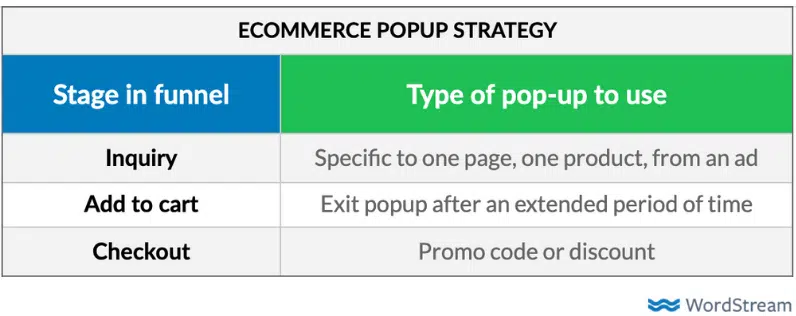 ECOMMERCE POPUP STRATEGY
Stage in funnel
Type of pop-up to use
Inquiry
Specific to one page, one product, from an ad
Add to cart
Exit popup after an extended period of time
Checkout
Promo code or discount
WordStream